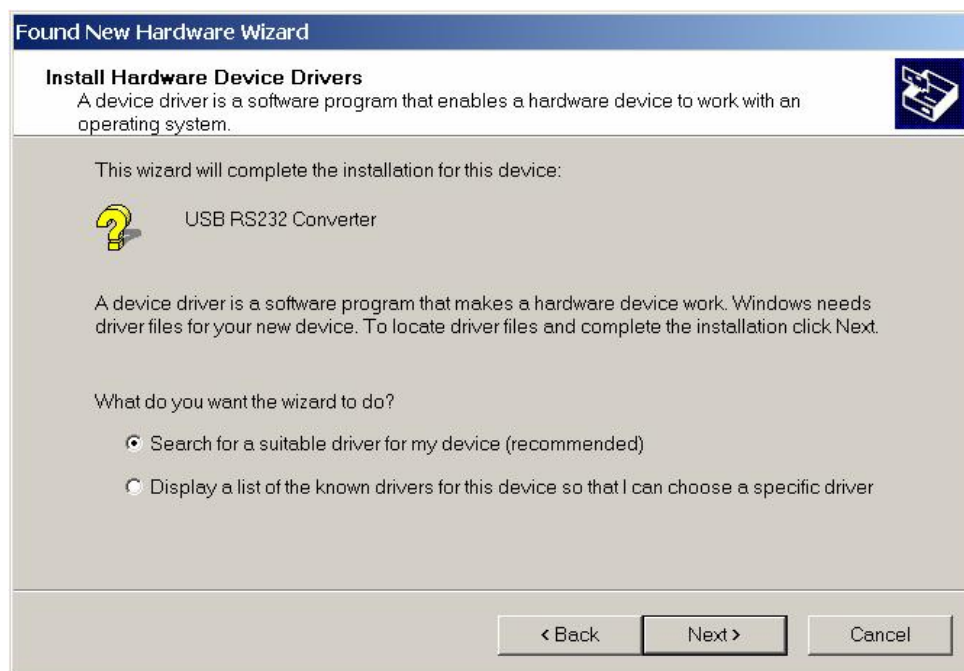 Found New Hardware Wizard
Install Hardware Device Drivers
A device driver is a software program that enables a hardware device to work with an
operating system.
This wizard will complete the installation for this device:
USB RS232 Converter
A device driver is a software program that makes a hardware device work. Windows needs
driver files for your new device. To locate driver files and complete the installation click Next.
What do you want the wizard to do?
Search for a suitable driver for my device (recommended)
Display a list of the known drivers for this device so that I can choose a specific driver
< Back
Next >
Cancel